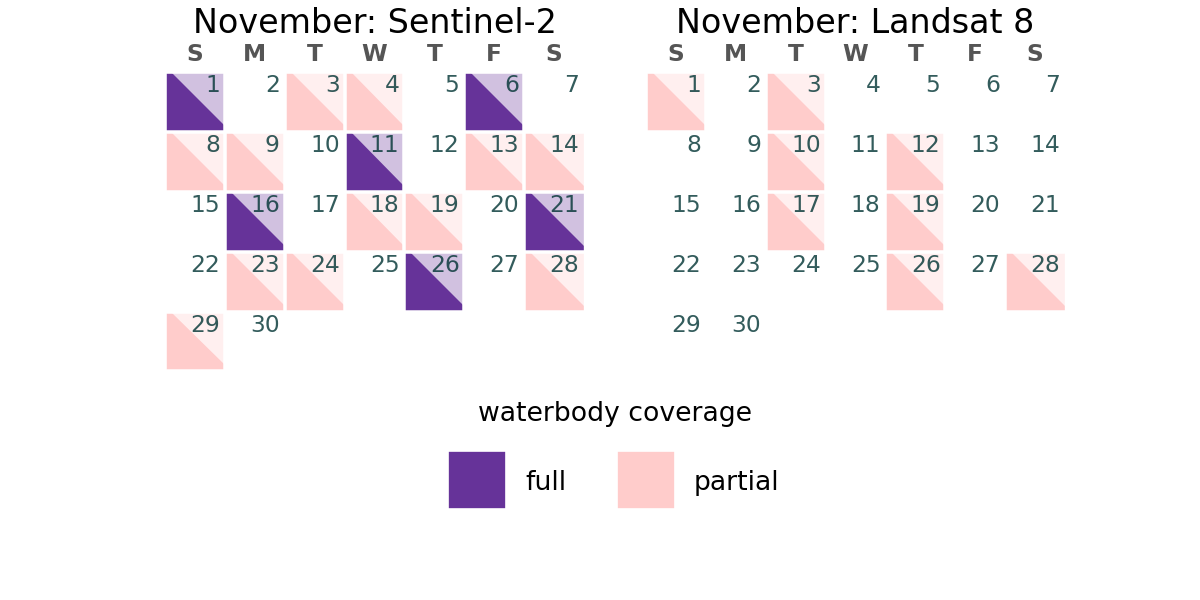 November: Sentinel-2
S M T W T F S
1 2 3 4 5 6 7
8 9 10 11 12 13 14
15 16 17 18 19 20 21
22 23 24 25 26 27 28
29 30
November: Landsat 8
S M T W T F S
1 2 3 4 5 6 7
8 9 10 11 12 13 14
15 16 17 18 19 20 21
22 23 24 25 26 27 28
29 30
waterbody coverage
full
partial